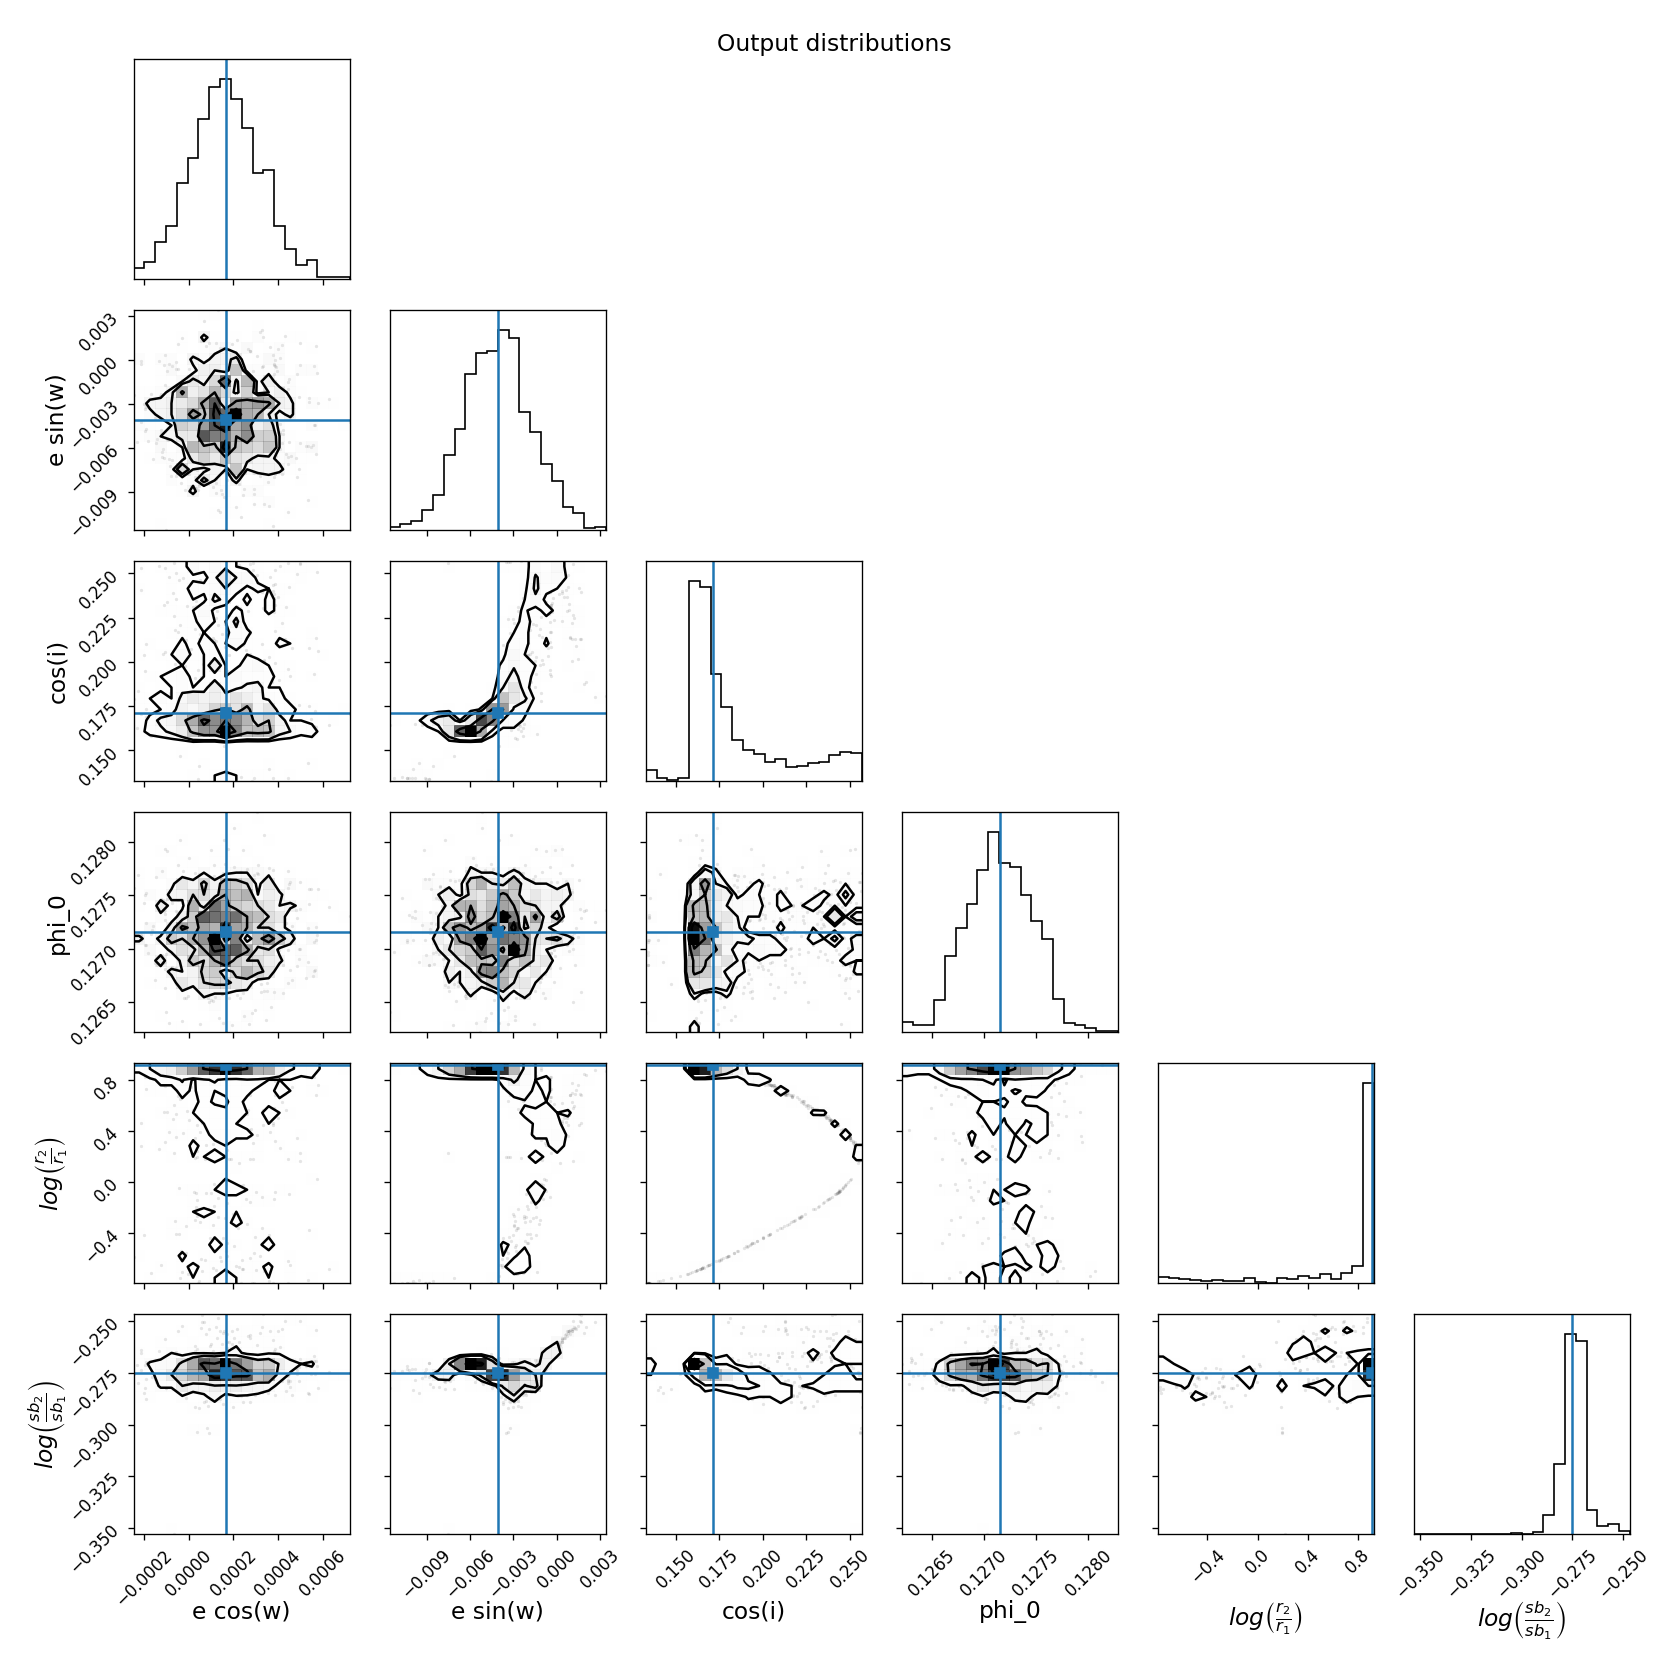 Output distributions
0.003
0.000
−0.003
−0.006
−0.009
e sin(w)
0.250
0.225
0.200
0.175
0.150
cos(i)
0.1280
0.1275
0.1270
0.1265
phi_0
0.8
0.4
0.0
−0.4
log(r₂/r₁)
−0.250
−0.275
−0.300
−0.325
−0.350
log(sb₂/sb₁)
−0.0002 0.0000 0.0002 0.0004 0.0006
−0.009 −0.006 −0.003 0.000 0.003
0.150 0.175 0.200 0.225 0.250
0.1265 0.1270 0.1275 0.1280
−0.4 0.0 0.4 0.8
−0.350 −0.325 −0.300 −0.275 −0.250
e cos(w)
e sin(w)
cos(i)
phi_0
log(r₂/r₁)
log(sb₂/sb₁)